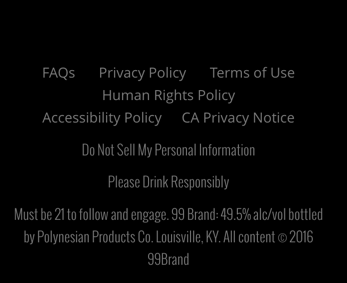 FAQs Privacy Policy Terms of Use
Human Rights Policy
Accessibility Policy CA Privacy Notice
Do Not Sell My Personal Information
Please Drink Responsibly
Must be 21 to follow and engage. 99 Brand: 49.5% alc/vol bottled
by Polynesian Products Co. Louisville, KY. All content © 2016
99Brand